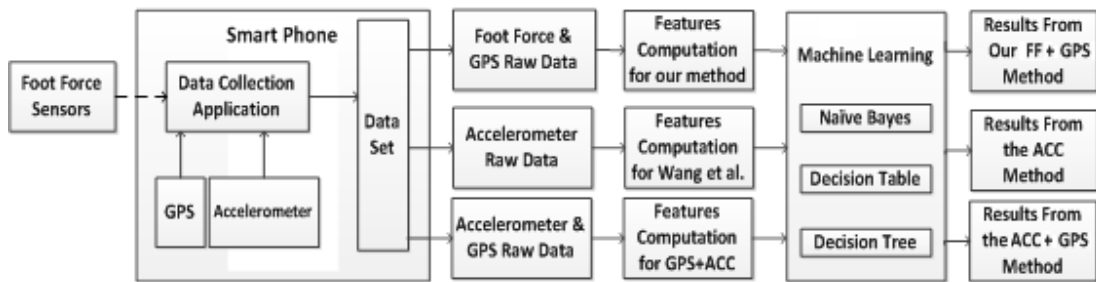 Smart Phone
Foot Force
Sensors
Data Collection
Application
GPS
Accelerometer
Data
Set
Foot Force &
GPS Raw Data
Accelerometer
Raw Data
Accelerometer &
GPS Raw Data
Features
Computation
for our method
Features
Computation
for Wang et al.
Features
Computation
for GPS+ACC
Machine Learning
Naïve Bayes
Decision Table
Decision Tree
Results From
Our FF + GPS
Method
Results From
the ACC
Method
Results From
the ACC + GPS
Method